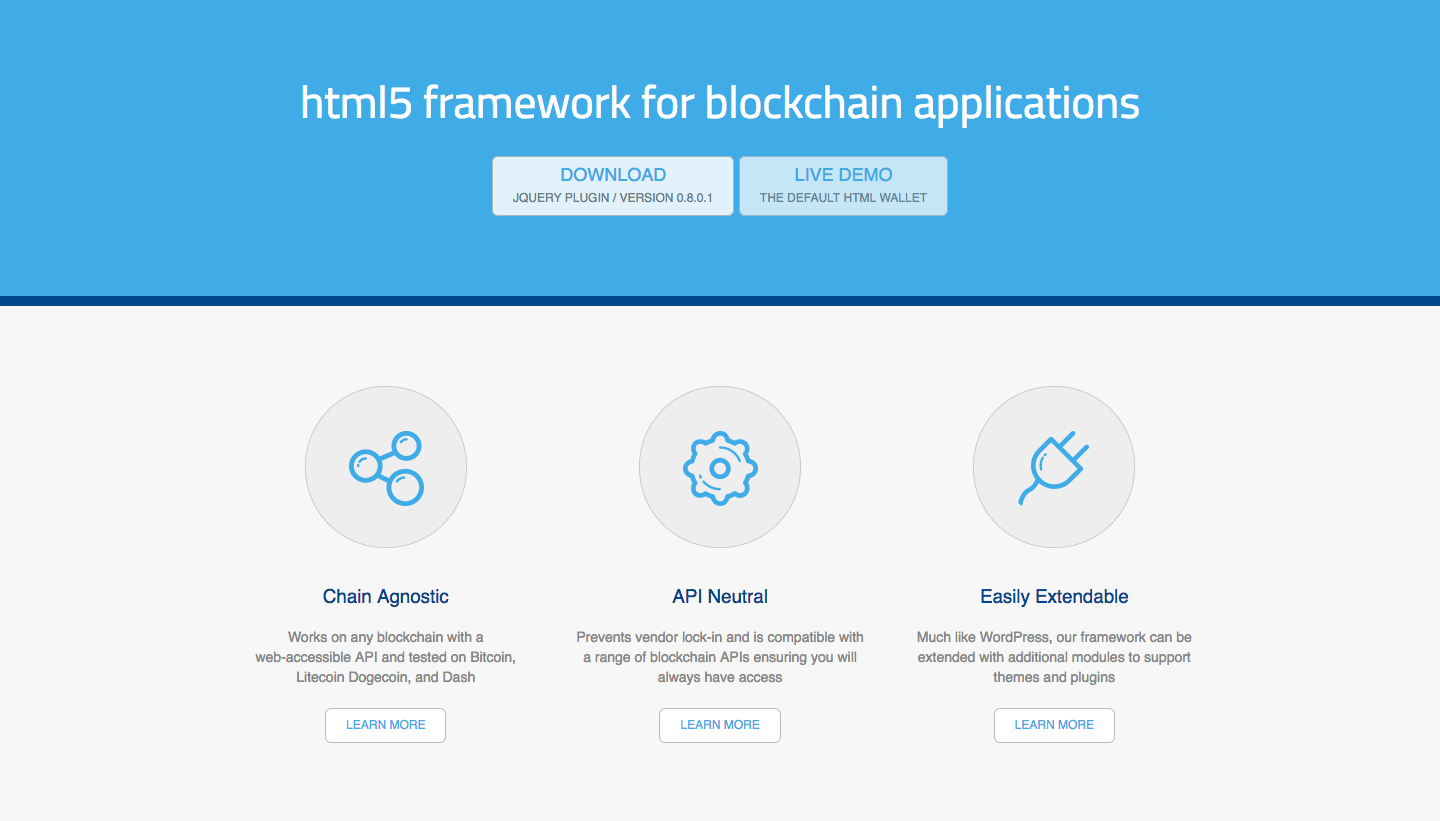 html5 framework for blockchain applications
DOWNLOAD
JQUERY PLUGIN / VERSION 0.8.0.1
LIVE DEMO
THE DEFAULT HTML WALLET
Chain Agnostic
Works on any blockchain with a
web-accessible API and tested on Bitcoin,
Litecoin Dogecoin, and Dash
LEARN MORE
API Neutral
Prevents vendor lock-in and is compatible with
a range of blockchain APIs ensuring you will
always have access
LEARN MORE
Easily Extendable
Much like WordPress, our framework can be
extended with additional modules to support
themes and plugins
LEARN MORE